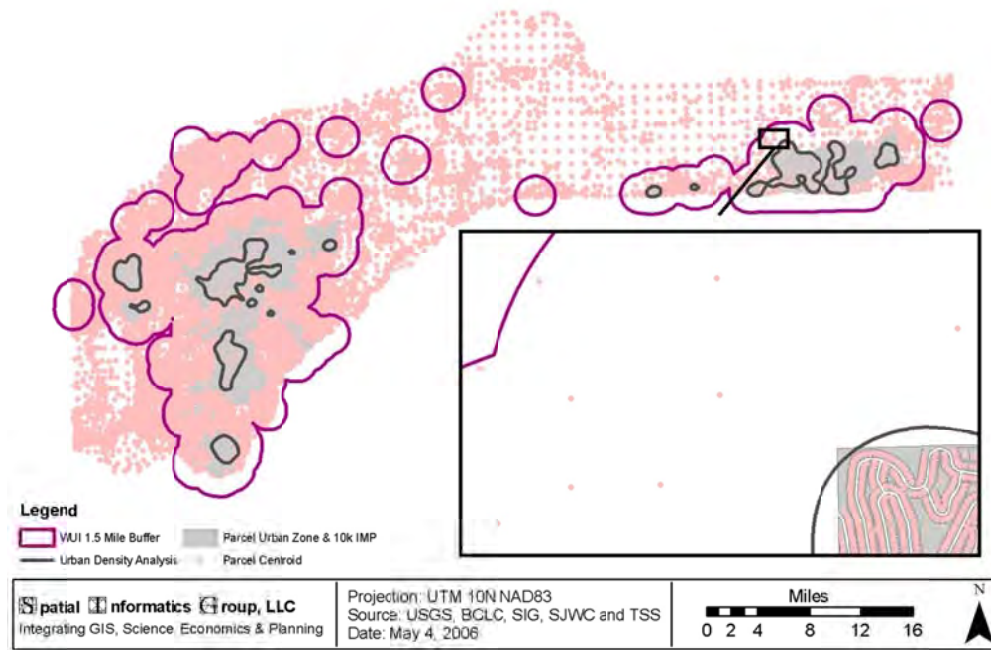 Legend
WUI 1.5 Mile Buffer
Parcel Urban Zone & 10k IMP
Urban Density Analysis
Parcel Centroid
Spatial Informatics Group, LLC
Integrating GIS, Science Economics & Planning
Projection: UTM 10N NAD83
Source: USGS, BCLC, SIG, SJWC and TSS
Date: May 4, 2006
Miles
0 2 4 8 12 16
N